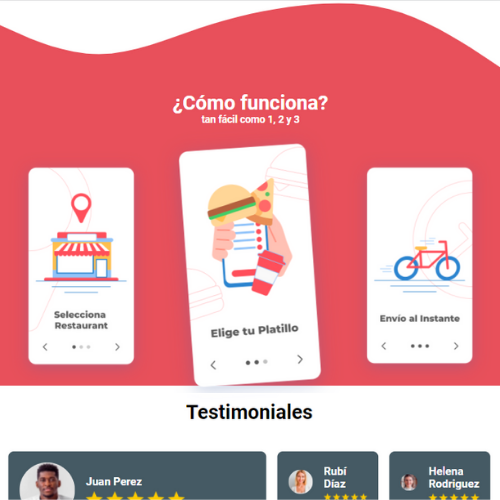 ¿Cómo funciona?
tan fácil como 1, 2 y 3
Selecciona
Restaurant
Elige tu Platillo
Envío al Instante
Testimoniales
Juan Perez
Rubí
Díaz
Helena
Rodriguez